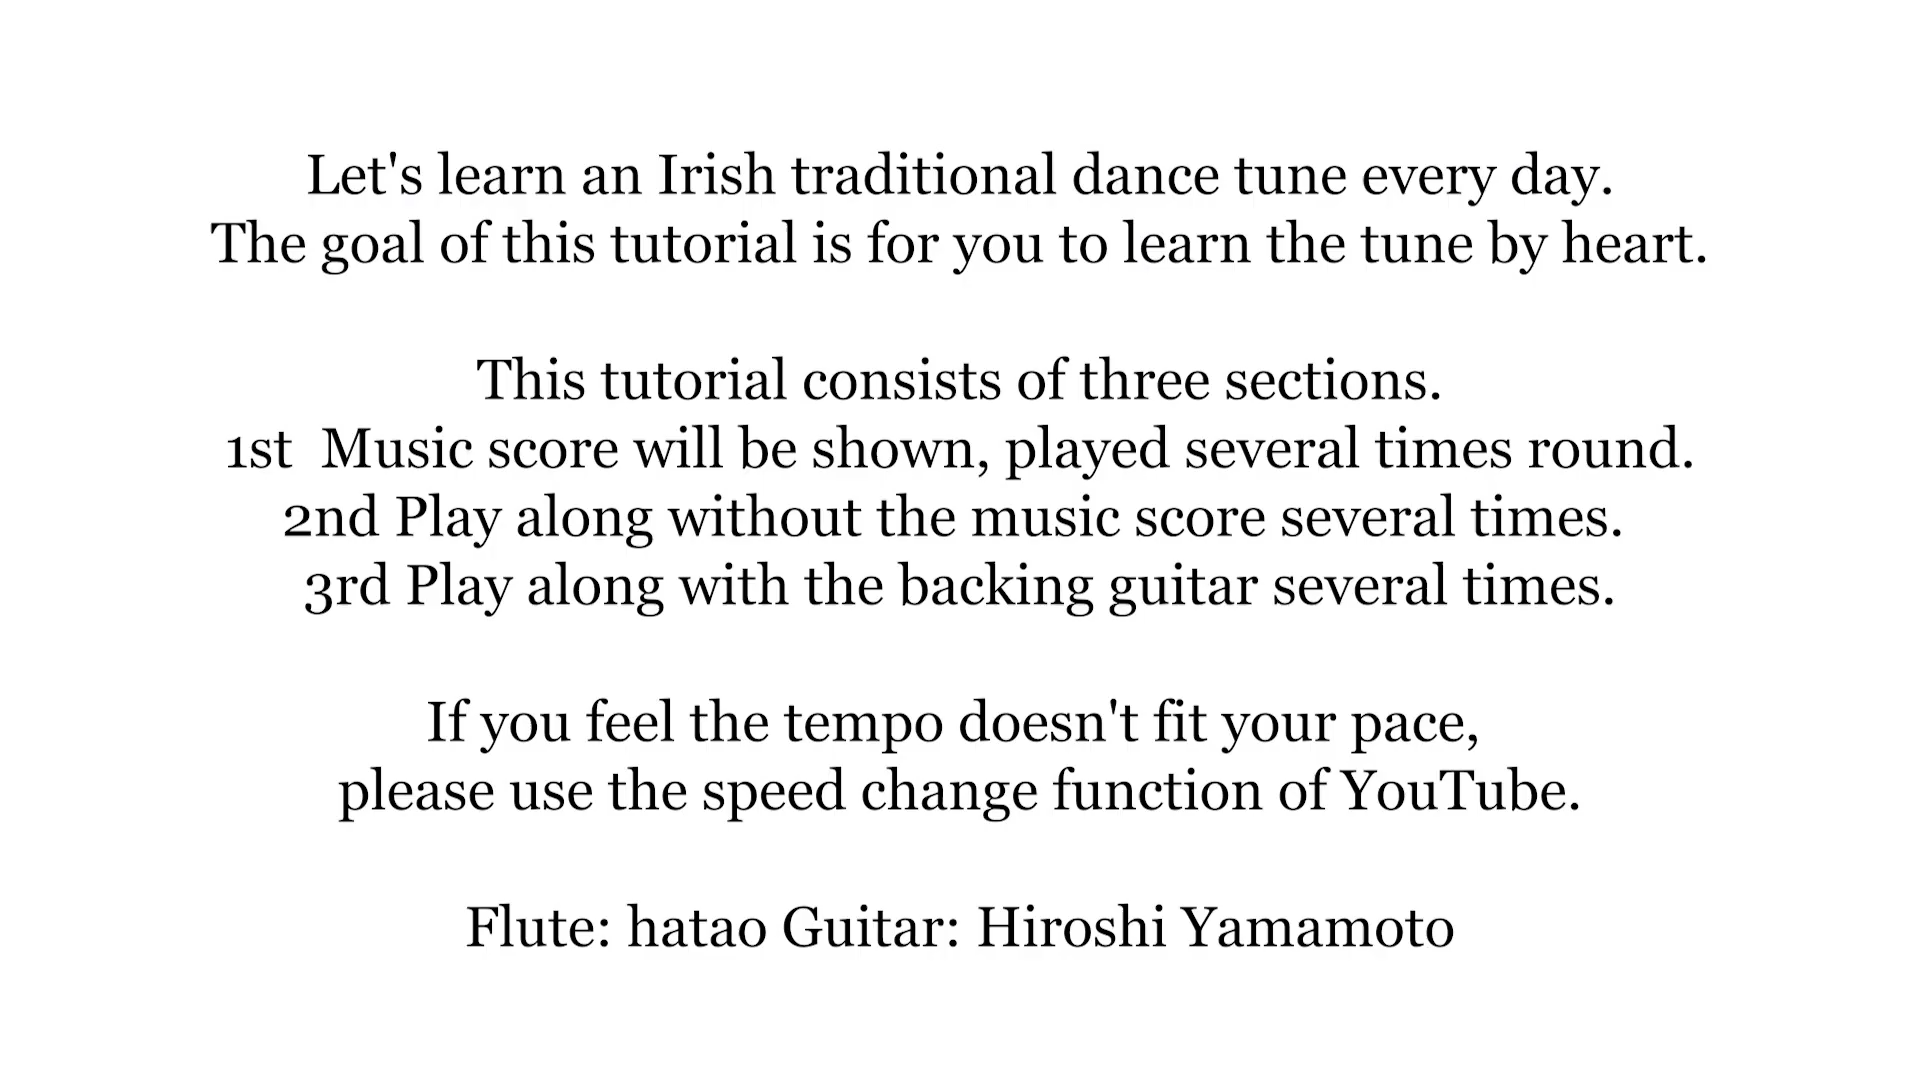 Let's learn an Irish traditional dance tune every day.
The goal of this tutorial is for you to learn the tune by heart.
This tutorial consists of three sections.
1st  Music score will be shown, played several times round.
2nd Play along without the music score several times.
3rd Play along with the backing guitar several times.
If you feel the tempo doesn't fit your pace,
please use the speed change function of YouTube.
Flute: hatao Guitar: Hiroshi Yamamoto